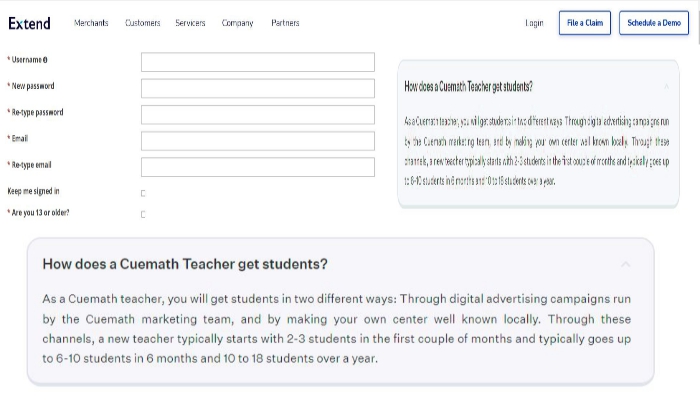 Extend Merchants Customers Servicers Company Partners Login File a Claim Schedule a Demo
* Username
* New password
* Re-type password
* Email
* Re-type email
Keep me signed in
* Are you 13 or older?
How does a Cuemath Teacher get students?
As a Cuemath teacher, you will get students in two different ways: Through digital advertising campaigns run
by the Cuemath marketing team, and by making your own center well known locally. Through these
channels, a new teacher typically starts with 2-3 students in the first couple of months and typically goes up
to 6-10 students in 6 months and 10 to 18 students over a year.
How does a Cuemath Teacher get students?
As a Cuemath teacher, you will get students in two different ways: Through digital advertising campaigns run
by the Cuemath marketing team, and by making your own center well known locally. Through these
channels, a new teacher typically starts with 2-3 students in the first couple of months and typically goes up
to 6-10 students in 6 months and 10 to 18 students over a year.